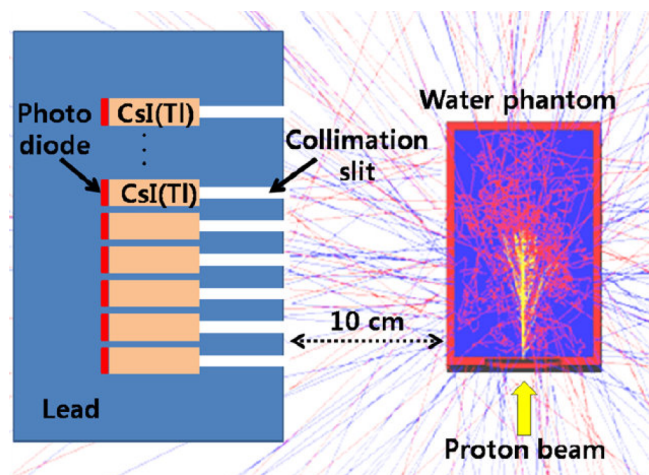 CsI(Tl)
Photo
diode
Collimation
slit
CsI(Tl)
10 cm
Lead
Water phantom
Proton beam